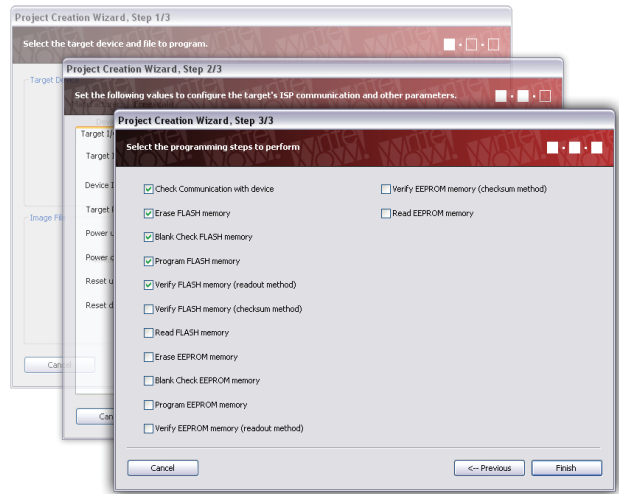 Project Creation Wizard, Step 1/3
Select the target device and file to program.
Project Creation Wizard, Step 2/3
Set the following values to configure the target's ISP communication and other parameters.
Project Creation Wizard, Step 3/3
Select the programming steps to perform
Target
Image
Target
Target
Device
Target
Power
Power
Reset
Reset
Check Communication with device
Erase FLASH memory
Blank Check FLASH memory
Program FLASH memory
Verify FLASH memory (readout method)
Verify FLASH memory (checksum method)
Read FLASH memory
Erase EEPROM memory
Blank Check EEPROM memory
Program EEPROM memory
Verify EEPROM memory (readout method)
Verify EEPROM memory (checksum method)
Read EEPROM memory
Cancel
<-- Previous
Finish